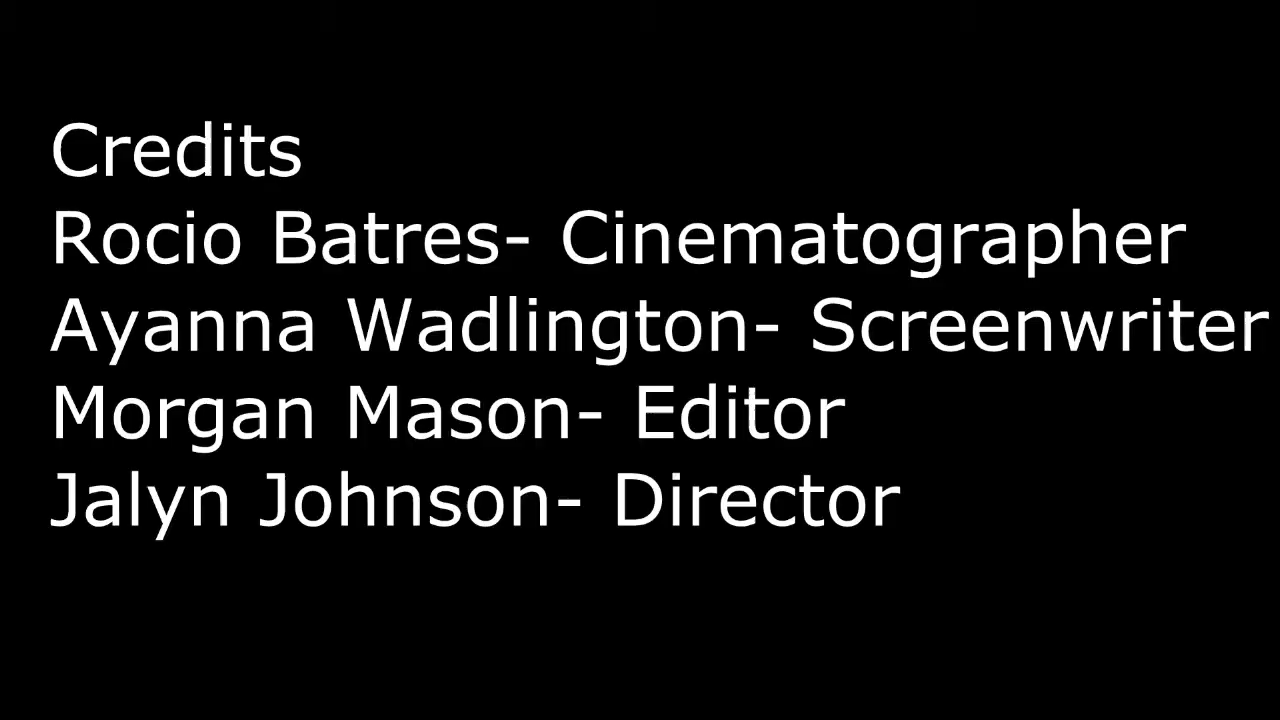 Credits
Rocio Batres- Cinematographer
Ayanna Wadlington- Screenwriter
Morgan Mason- Editor
Jalyn Johnson- Director